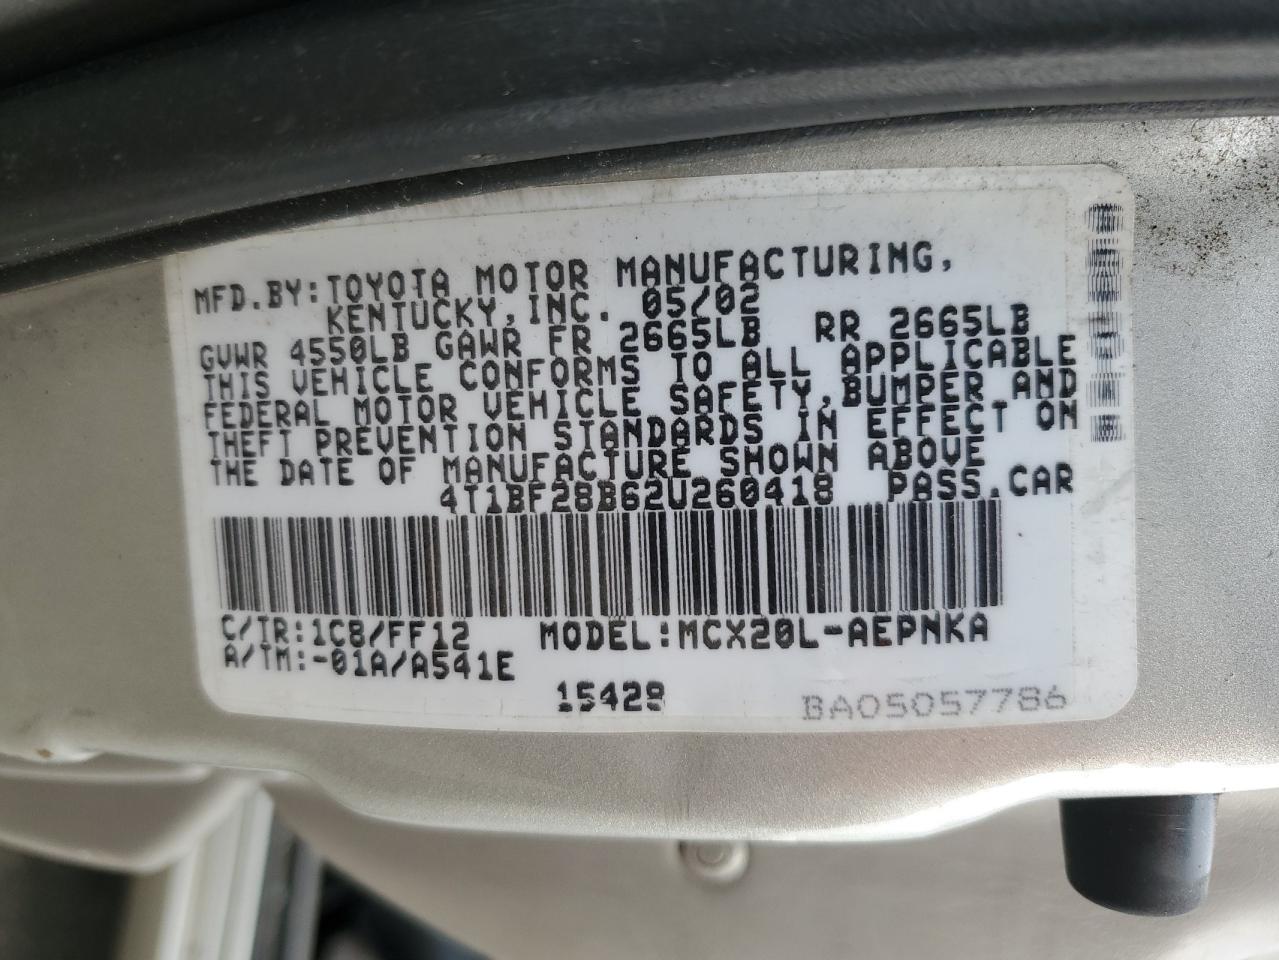 MFD.BY:TOYOTA MOTOR MANUFACTURING,
KENTUCKY,INC. 05/02
GVWR 4550LB GAWR FR 2665LB RR 2665LB
THIS VEHICLE CONFORMS TO ALL APPLICABLE
FEDERAL MOTOR VEHICLE SAFETY,BUMPER AND
THEFT PREVENTION STANDARDS IN EFFECT ON
THE DATE OF MANUFACTURE SHOWN ABOVE
4T1BF28B62U260418 PASS.CAR
C/TR:1C8/FF12 MODEL:MCX20L-AEPNKA
A/TM:-01A/A541E
15428 BA05057786